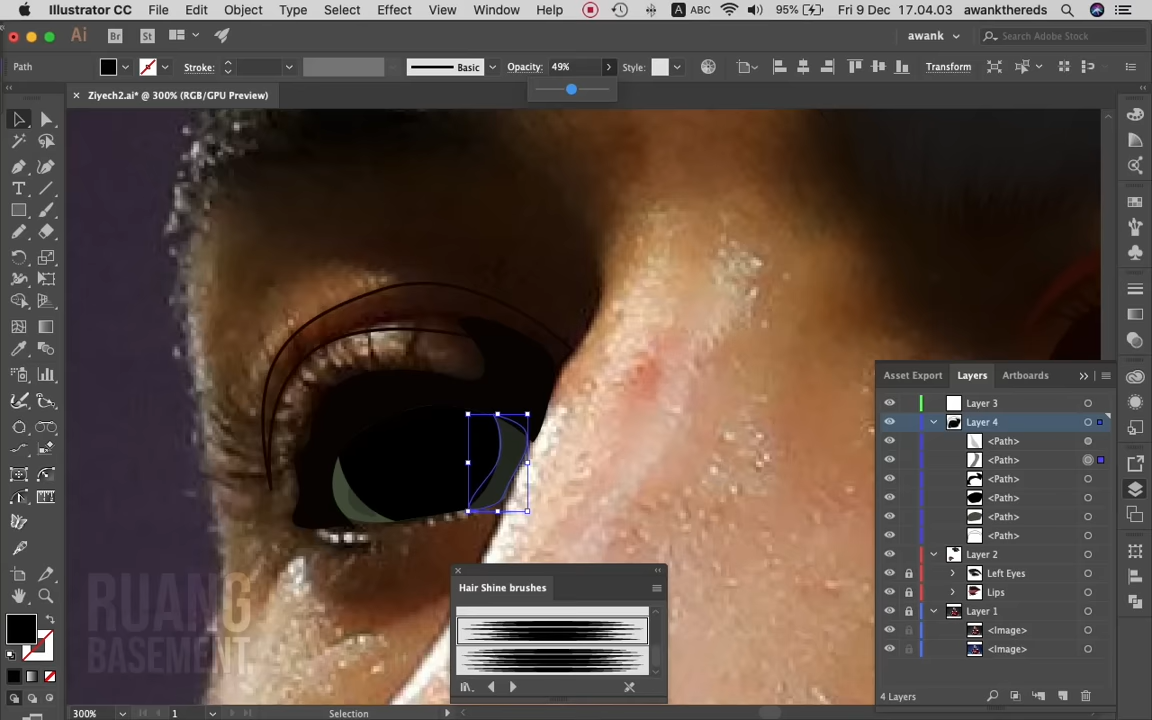 Illustrator CC File Edit Object Type Select Effect View Window Help A ABC 95% Fri 9 Dec 17.04.03 awankthereds
Ai Br St awank Search Adobe Stock
Path Stroke: Basic Opacity: 49% Style: Transform
× Ziyech2.ai* @ 300% (RGB/GPU Preview)
Asset Export Layers Artboards
Layer 3
Layer 4
<Path>
<Path>
<Path>
<Path>
<Path>
<Path>
Layer 2
Left Eyes
Lips
Layer 1
<Image>
<Image>
4 Layers
Hair Shine brushes
RUANG
BASEMENT
300% 1 Selection